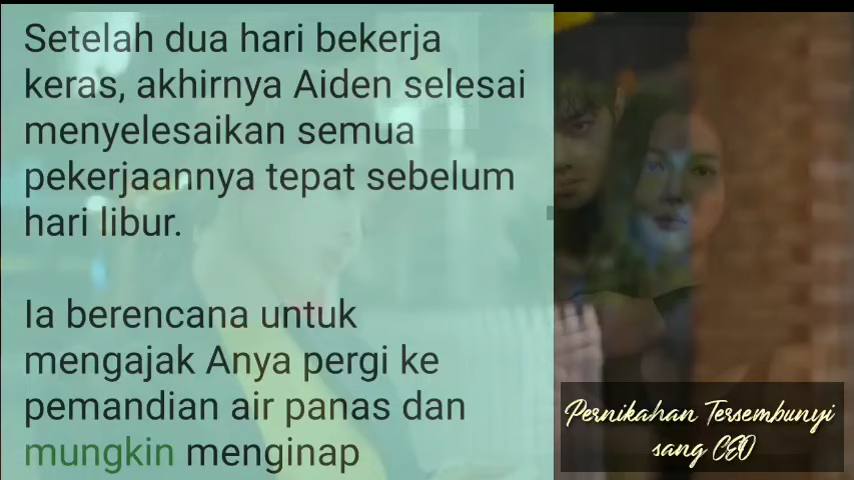 Setelah dua hari bekerja
keras, akhirnya Aiden selesai
menyelesaikan semua
pekerjaannya tepat sebelum
hari libur.
Ia berencana untuk
mengajak Anya pergi ke
pemandian air panas dan
mungkin menginap
Pernikahan Tersembunyi
sang CEO